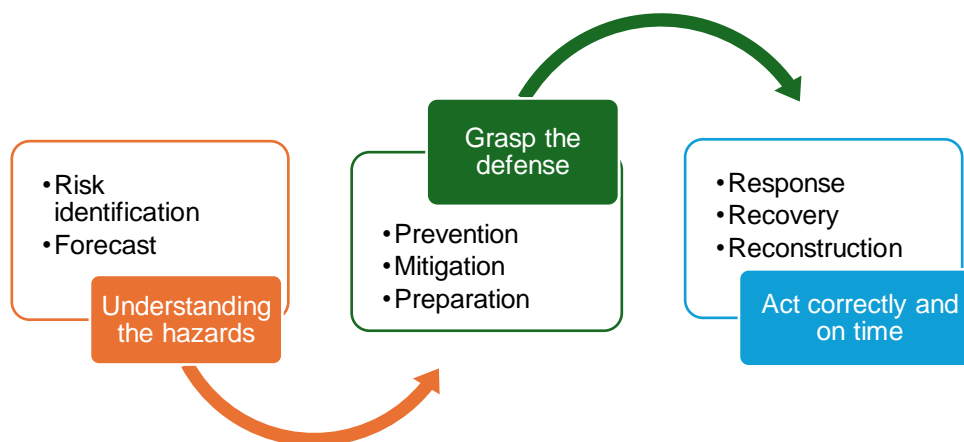 •Risk
identification
•Forecast
Understanding
the hazards
Grasp the
defense
•Prevention
•Mitigation
•Preparation
•Response
•Recovery
•Reconstruction
Act correctly and
on time